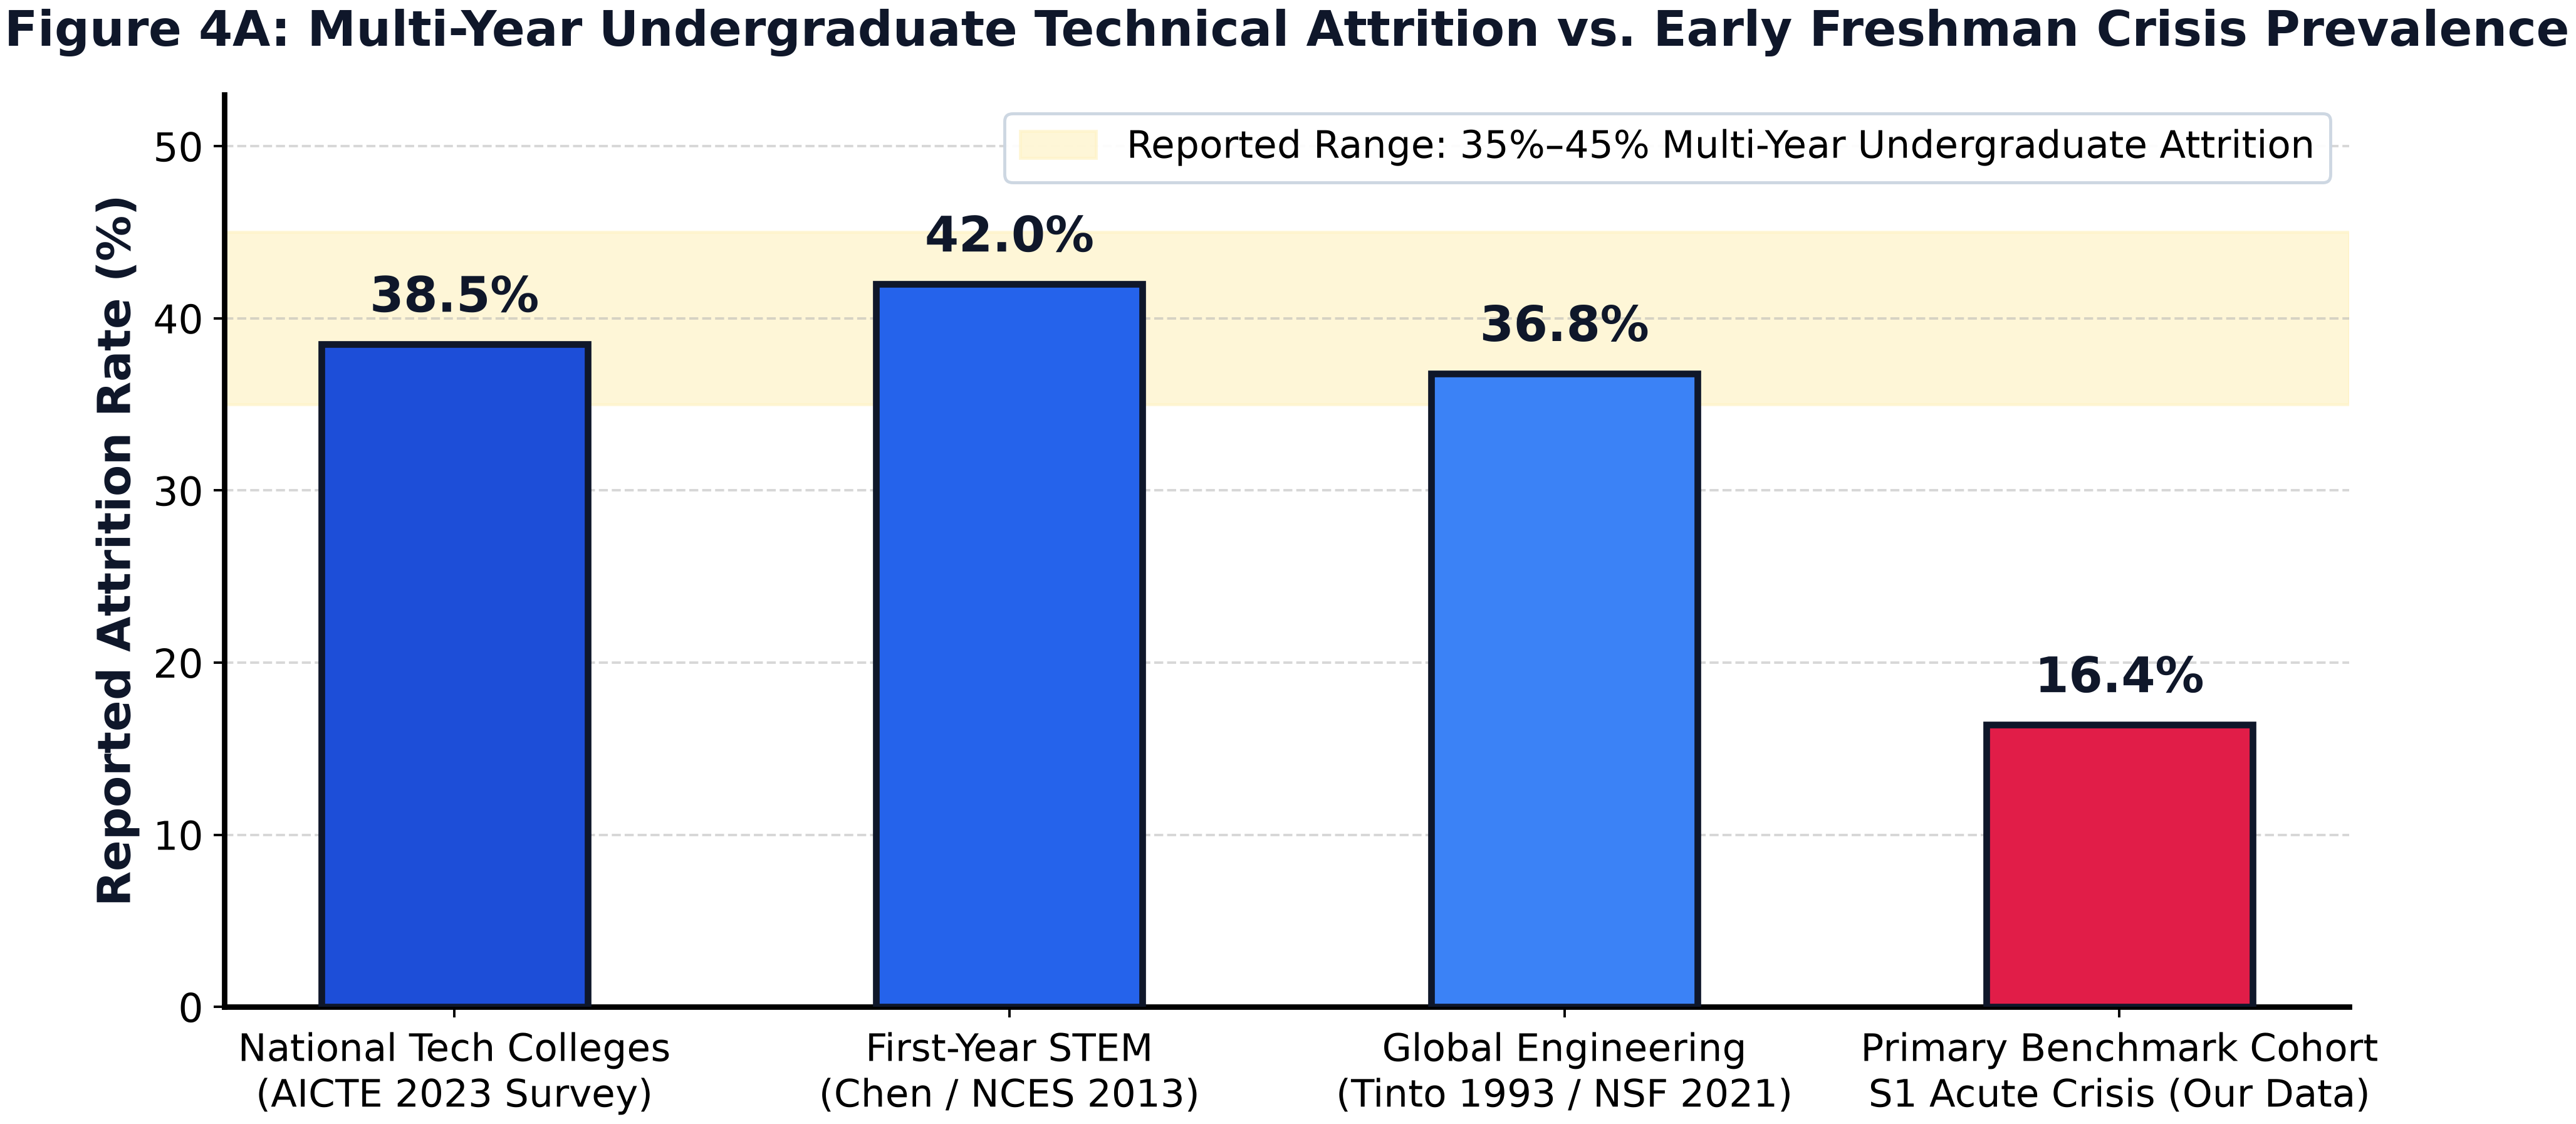 Figure 4A: Multi-Year Undergraduate Technical Attrition vs. Early Freshman Crisis Prevalence
Reported Range: 35%–45% Multi-Year Undergraduate Attrition
Reported Attrition Rate (%)
50
40
30
20
10
0
38.5%
42.0%
36.8%
16.4%
National Tech Colleges
(AICTE 2023 Survey)
First-Year STEM
(Chen / NCES 2013)
Global Engineering
(Tinto 1993 / NSF 2021)
Primary Benchmark Cohort
S1 Acute Crisis (Our Data)